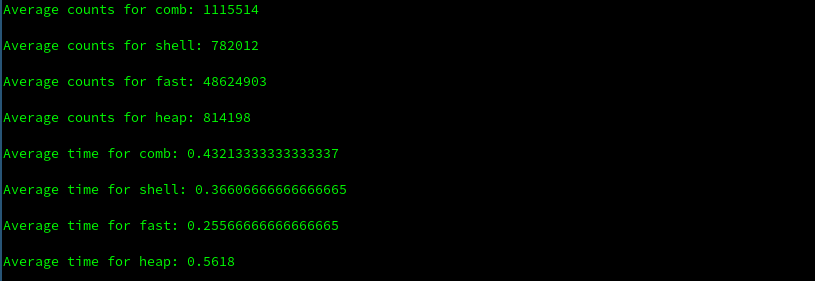 Average counts for comb: 1115514
Average counts for shell: 782012
Average counts for fast: 48624903
Average counts for heap: 814198
Average time for comb: 0.43213333333333337
Average time for shell: 0.36606666666666665
Average time for fast: 0.25566666666666665
Average time for heap: 0.5618